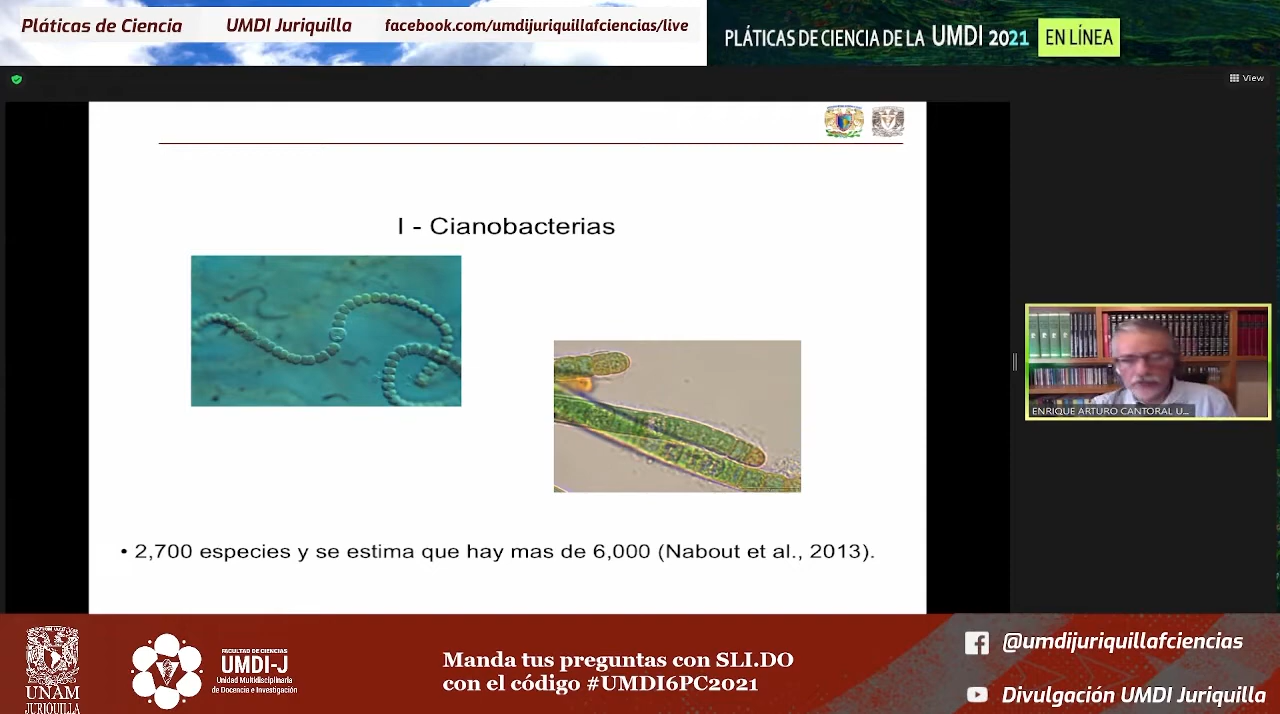 Pláticas de Ciencia UMDI Juriquilla facebook.com/umdijuriquillafciencias/live
PLÁTICAS DE CIENCIA DE LA UMDI 2021 EN LÍNEA
View
I - Cianobacterias
• 2,700 especies y se estima que hay mas de 6,000 (Nabout et al., 2013).
ENRIQUE ARTURO CANTORAL U...
UNAM
JURIQUILLA
FACULTAD DE CIENCIAS
UMDI-J
Unidad Multidisciplinaria
de Docencia e Investigación
Manda tus preguntas con SLI.DO
con el código #UMDI6PC2021
@umdijuriquillafciencias
Divulgación UMDI Juriquilla